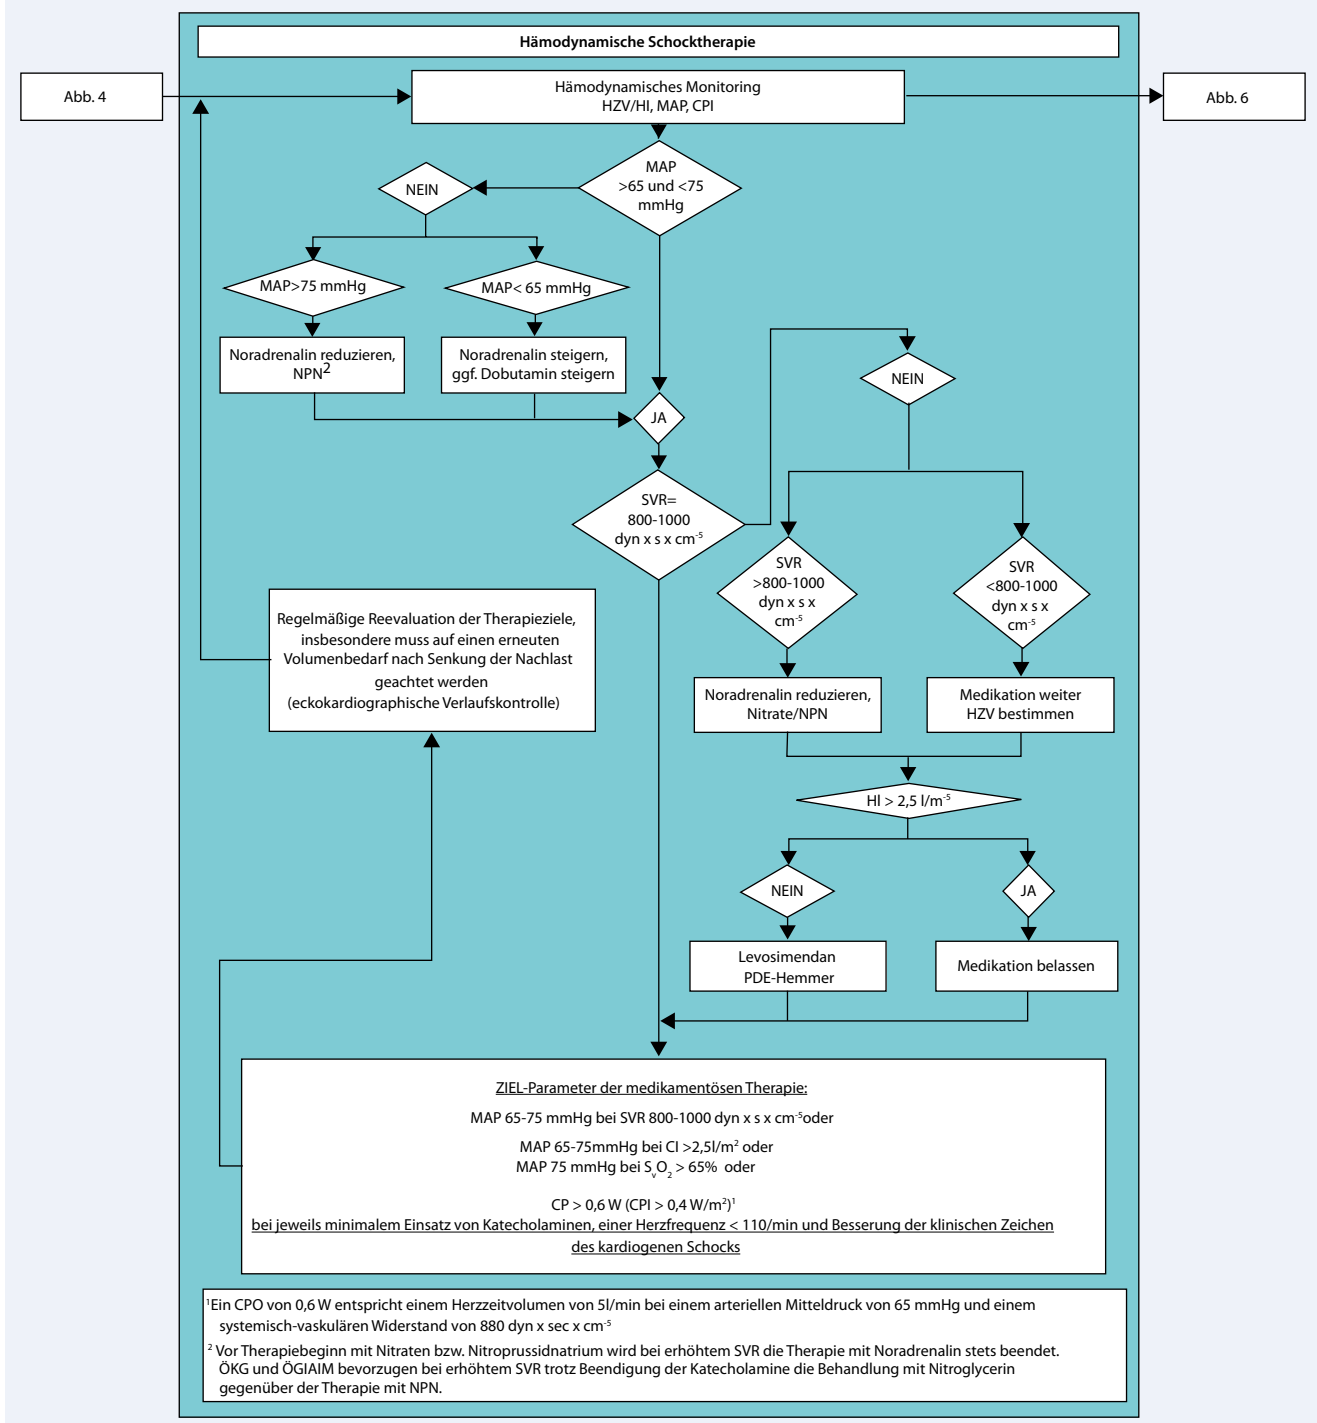 Hämodynamische Schocktherapie
Abb. 4
Hämodynamisches Monitoring
HZV/HI, MAP, CPI
Abb. 6
MAP
>65 und <75
mmHg
NEIN
MAP>75 mmHg
MAP< 65 mmHg
Noradrenalin reduzieren,
NPN²
Noradrenalin steigern,
ggf. Dobutamin steigern
NEIN
JA
SVR=
800-1000
dyn x s x cm⁻⁵
SVR
>800-1000
dyn x s x
cm⁻⁵
SVR
<800-1000
dyn x s x
cm⁻⁵
Regelmäßige Reevaluation der Therapieziele,
insbesondere muss auf einen erneuten
Volumenbedarf nach Senkung der Nachlast
geachtet werden
(eckokardiographische Verlaufskontrolle)
Noradrenalin reduzieren,
Nitrate/NPN
Medikation weiter
HZV bestimmen
HI > 2,5 l/m⁻⁵
NEIN
JA
Levosimendan
PDE-Hemmer
Medikation belassen
ZIEL-Parameter der medikamentösen Therapie:
MAP 65-75 mmHg bei SVR 800-1000 dyn x s x cm⁻⁵oder
MAP 65-75mmHg bei CI >2,5l/m² oder
MAP 75 mmHg bei SᵥO₂ > 65% oder
CP > 0,6 W (CPI > 0,4 W/m²)¹
bei jeweils minimalem Einsatz von Katecholaminen, einer Herzfrequenz < 110/min und Besserung der klinischen Zeichen
des kardiogenen Schocks
¹Ein CPO von 0,6 W entspricht einem Herzzeitvolumen von 5l/min bei einem arteriellen Mitteldruck von 65 mmHg und einem
systemisch-vaskulären Widerstand von 880 dyn x sec x cm⁻⁵
² Vor Therapiebeginn mit Nitraten bzw. Nitroprussidnatrium wird bei erhöhtem SVR die Therapie mit Noradrenalin stets beendet.
ÖKG und ÖGIAIM bevorzugen bei erhöhtem SVR trotz Beendigung der Katecholamine die Behandlung mit Nitroglycerin
gegenüber der Therapie mit NPN.